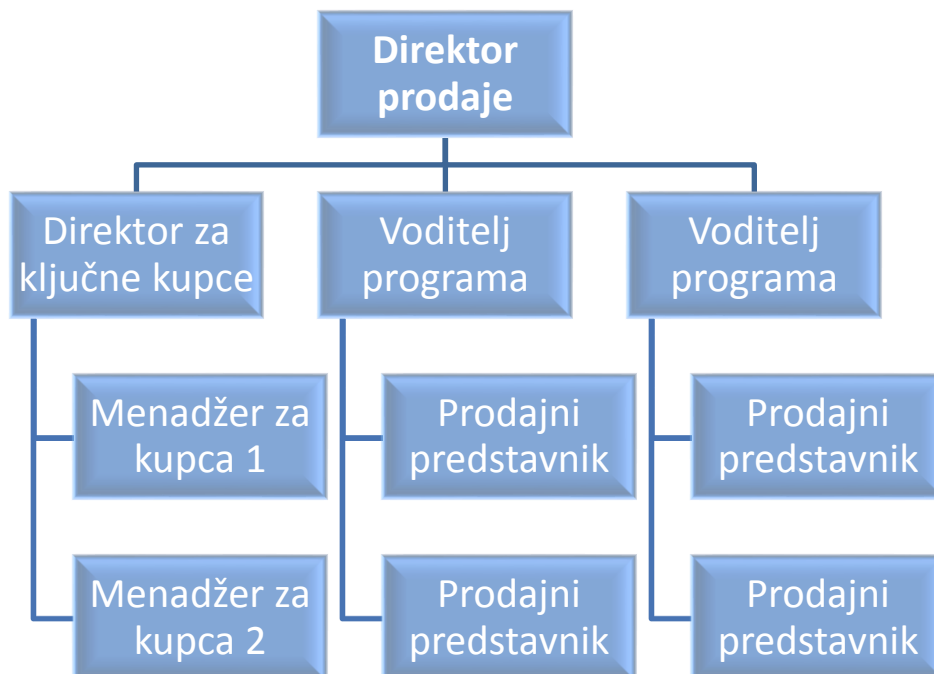 Direktor
prodaje
Direktor za
ključne kupce
Voditelj
programa
Voditelj
programa
Menadžer za
kupca 1
Prodajni
predstavnik
Prodajni
predstavnik
Menadžer za
kupca 2
Prodajni
predstavnik
Prodajni
predstavnik